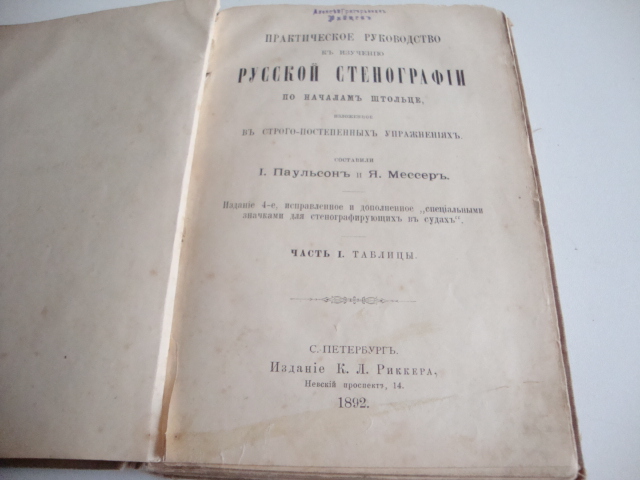 ПРАКТИЧЕСКОЕ РУКОВОДСТВО
КЪ ИЗУЧЕНІЮ
РУССКОЙ СТЕНОГРАФІИ
ПО НАЧАЛАМЪ ШТОЛЬЦЕ,
ВЪ СТРОГО-ПОСТЕПЕННЫХЪ УПРАЖНЕНІЯХЪ.
СОСТАВИЛИ
І. Паульсонъ и Я. Мессеръ.
Изданіе 4-е, исправленное и дополненное „спеціальными
значками для стенографирующихъ въ судахъ".
ЧАСТЬ I. ТАБЛИЦЫ.
С.-ПЕТЕРБУРГЪ.
Изданіе К. Л. Риккера,
Невскій проспектъ, 14.
1892.